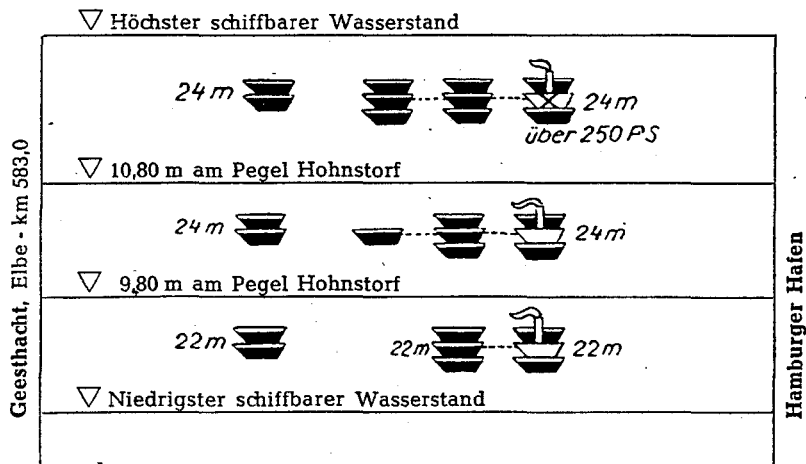 ▽ Höchster schiffbarer Wasserstand
24 m
24 m
über 250 PS
▽ 10,80 m am Pegel Hohnstorf
24 m
24 m
▽ 9,80 m am Pegel Hohnstorf
22 m
22 m
22 m
▽ Niedrigster schiffbarer Wasserstand
Geesthacht, Elbe - km 583,0
Hamburger Hafen